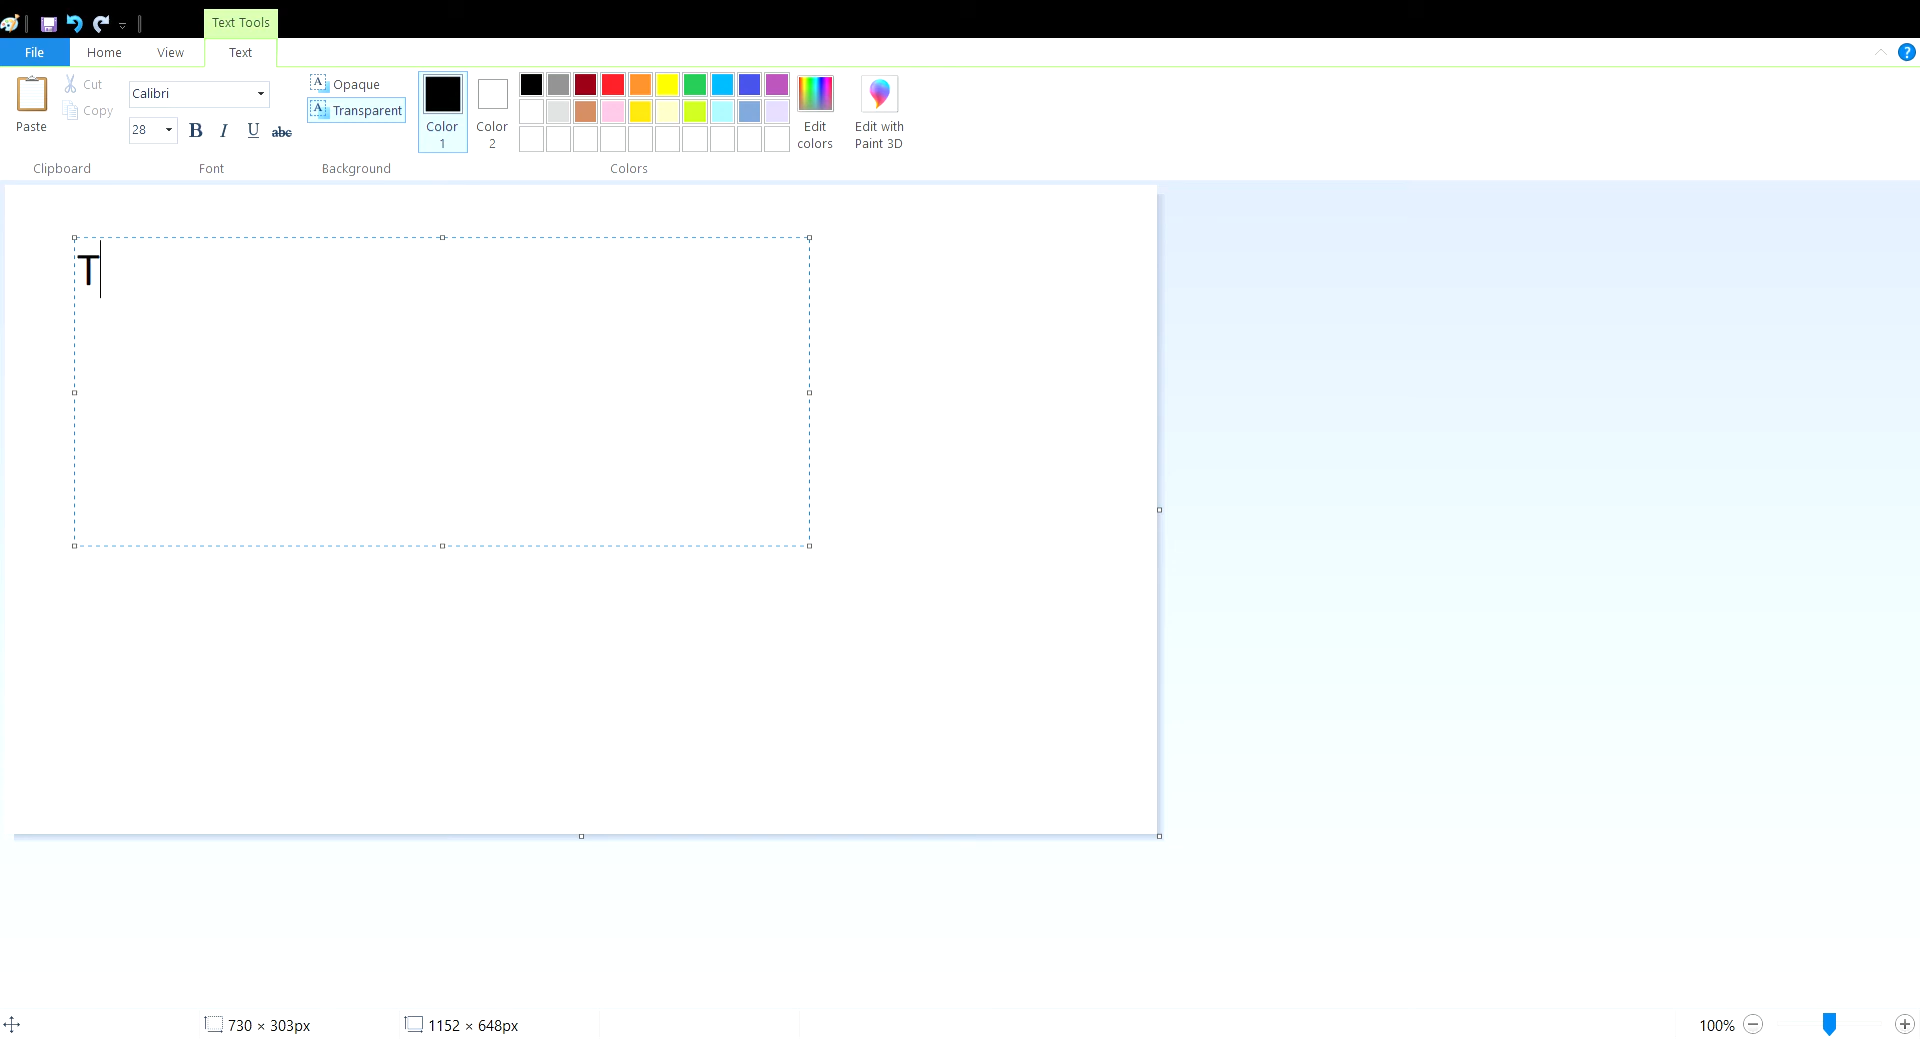 Text Tools
File Home View Text
Paste
Cut
Copy
Clipboard
Calibri
28 B I U abc
Font
A Opaque
A Transparent
Background
Color 1
Color 2
Edit colors
Colors
Edit with Paint 3D
?
T
730 × 303px
1152 × 648px
100%